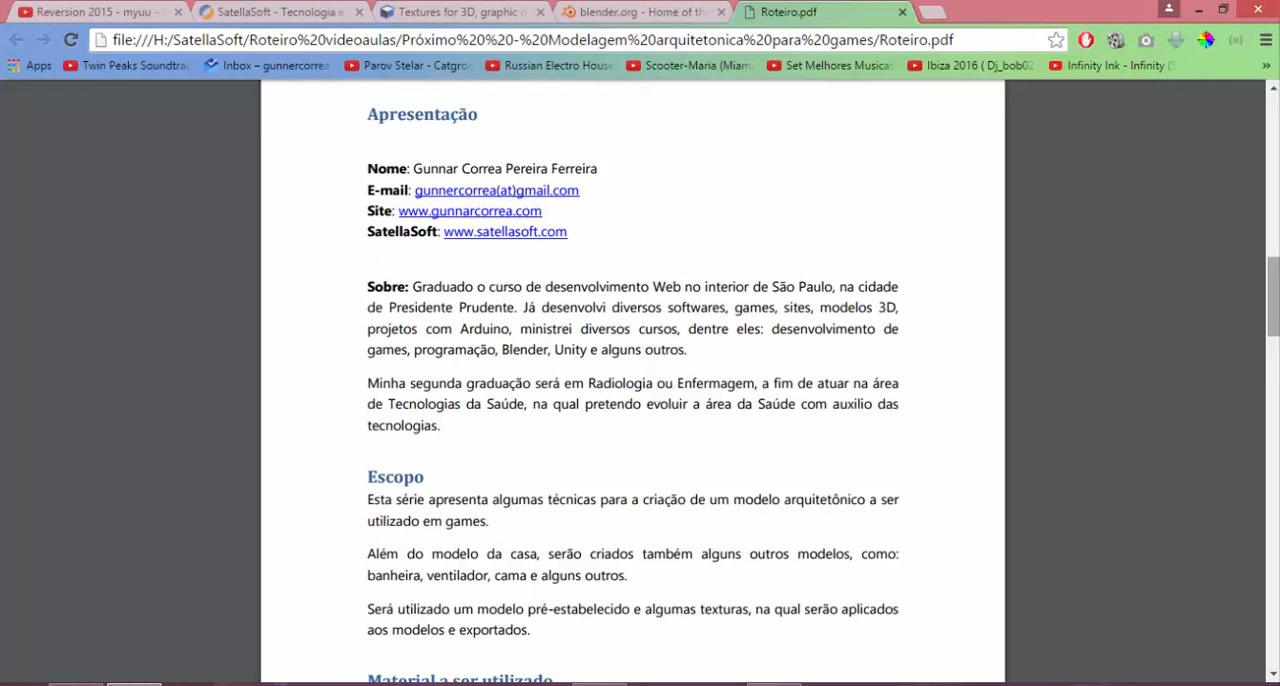 Reversion 2015 - myuu - SatellaSoft - Tecnologia e Textures for 3D, graphic d blender.org - Home of th Roteiro.pdf
file:///H:/SatellaSoft/Roteiro%20videoaulas/Próximo%20%20-%20Modelagem%20arquitetonica%20para%20games/Roteiro.pdf
Apps Twin Peaks Soundtra Inbox – gunnercorrea Parov Stelar - Catgro Russian Electro House Scooter-Maria (Miam Set Melhores Musica Ibiza 2016 ( Dj_bob02 Infinity Ink - Infinity (S »
Apresentação
Nome: Gunnar Correa Pereira Ferreira
E-mail: gunnercorrea(at)gmail.com
Site: www.gunnarcorrea.com
SatellaSoft: www.satellasoft.com
Sobre: Graduado o curso de desenvolvimento Web no interior de São Paulo, na cidade
de Presidente Prudente. Já desenvolvi diversos softwares, games, sites, modelos 3D,
projetos com Arduino, ministrei diversos cursos, dentre eles: desenvolvimento de
games, programação, Blender, Unity e alguns outros.
Minha segunda graduação será em Radiologia ou Enfermagem, a fim de atuar na área
de Tecnologias da Saúde, na qual pretendo evoluir a área da Saúde com auxilio das
tecnologias.
Escopo
Esta série apresenta algumas técnicas para a criação de um modelo arquitetônico a ser
utilizado em games.
Além do modelo da casa, serão criados também alguns outros modelos, como:
banheira, ventilador, cama e alguns outros.
Será utilizado um modelo pré-estabelecido e algumas texturas, na qual serão aplicados
aos modelos e exportados.
Material a ser utilizado